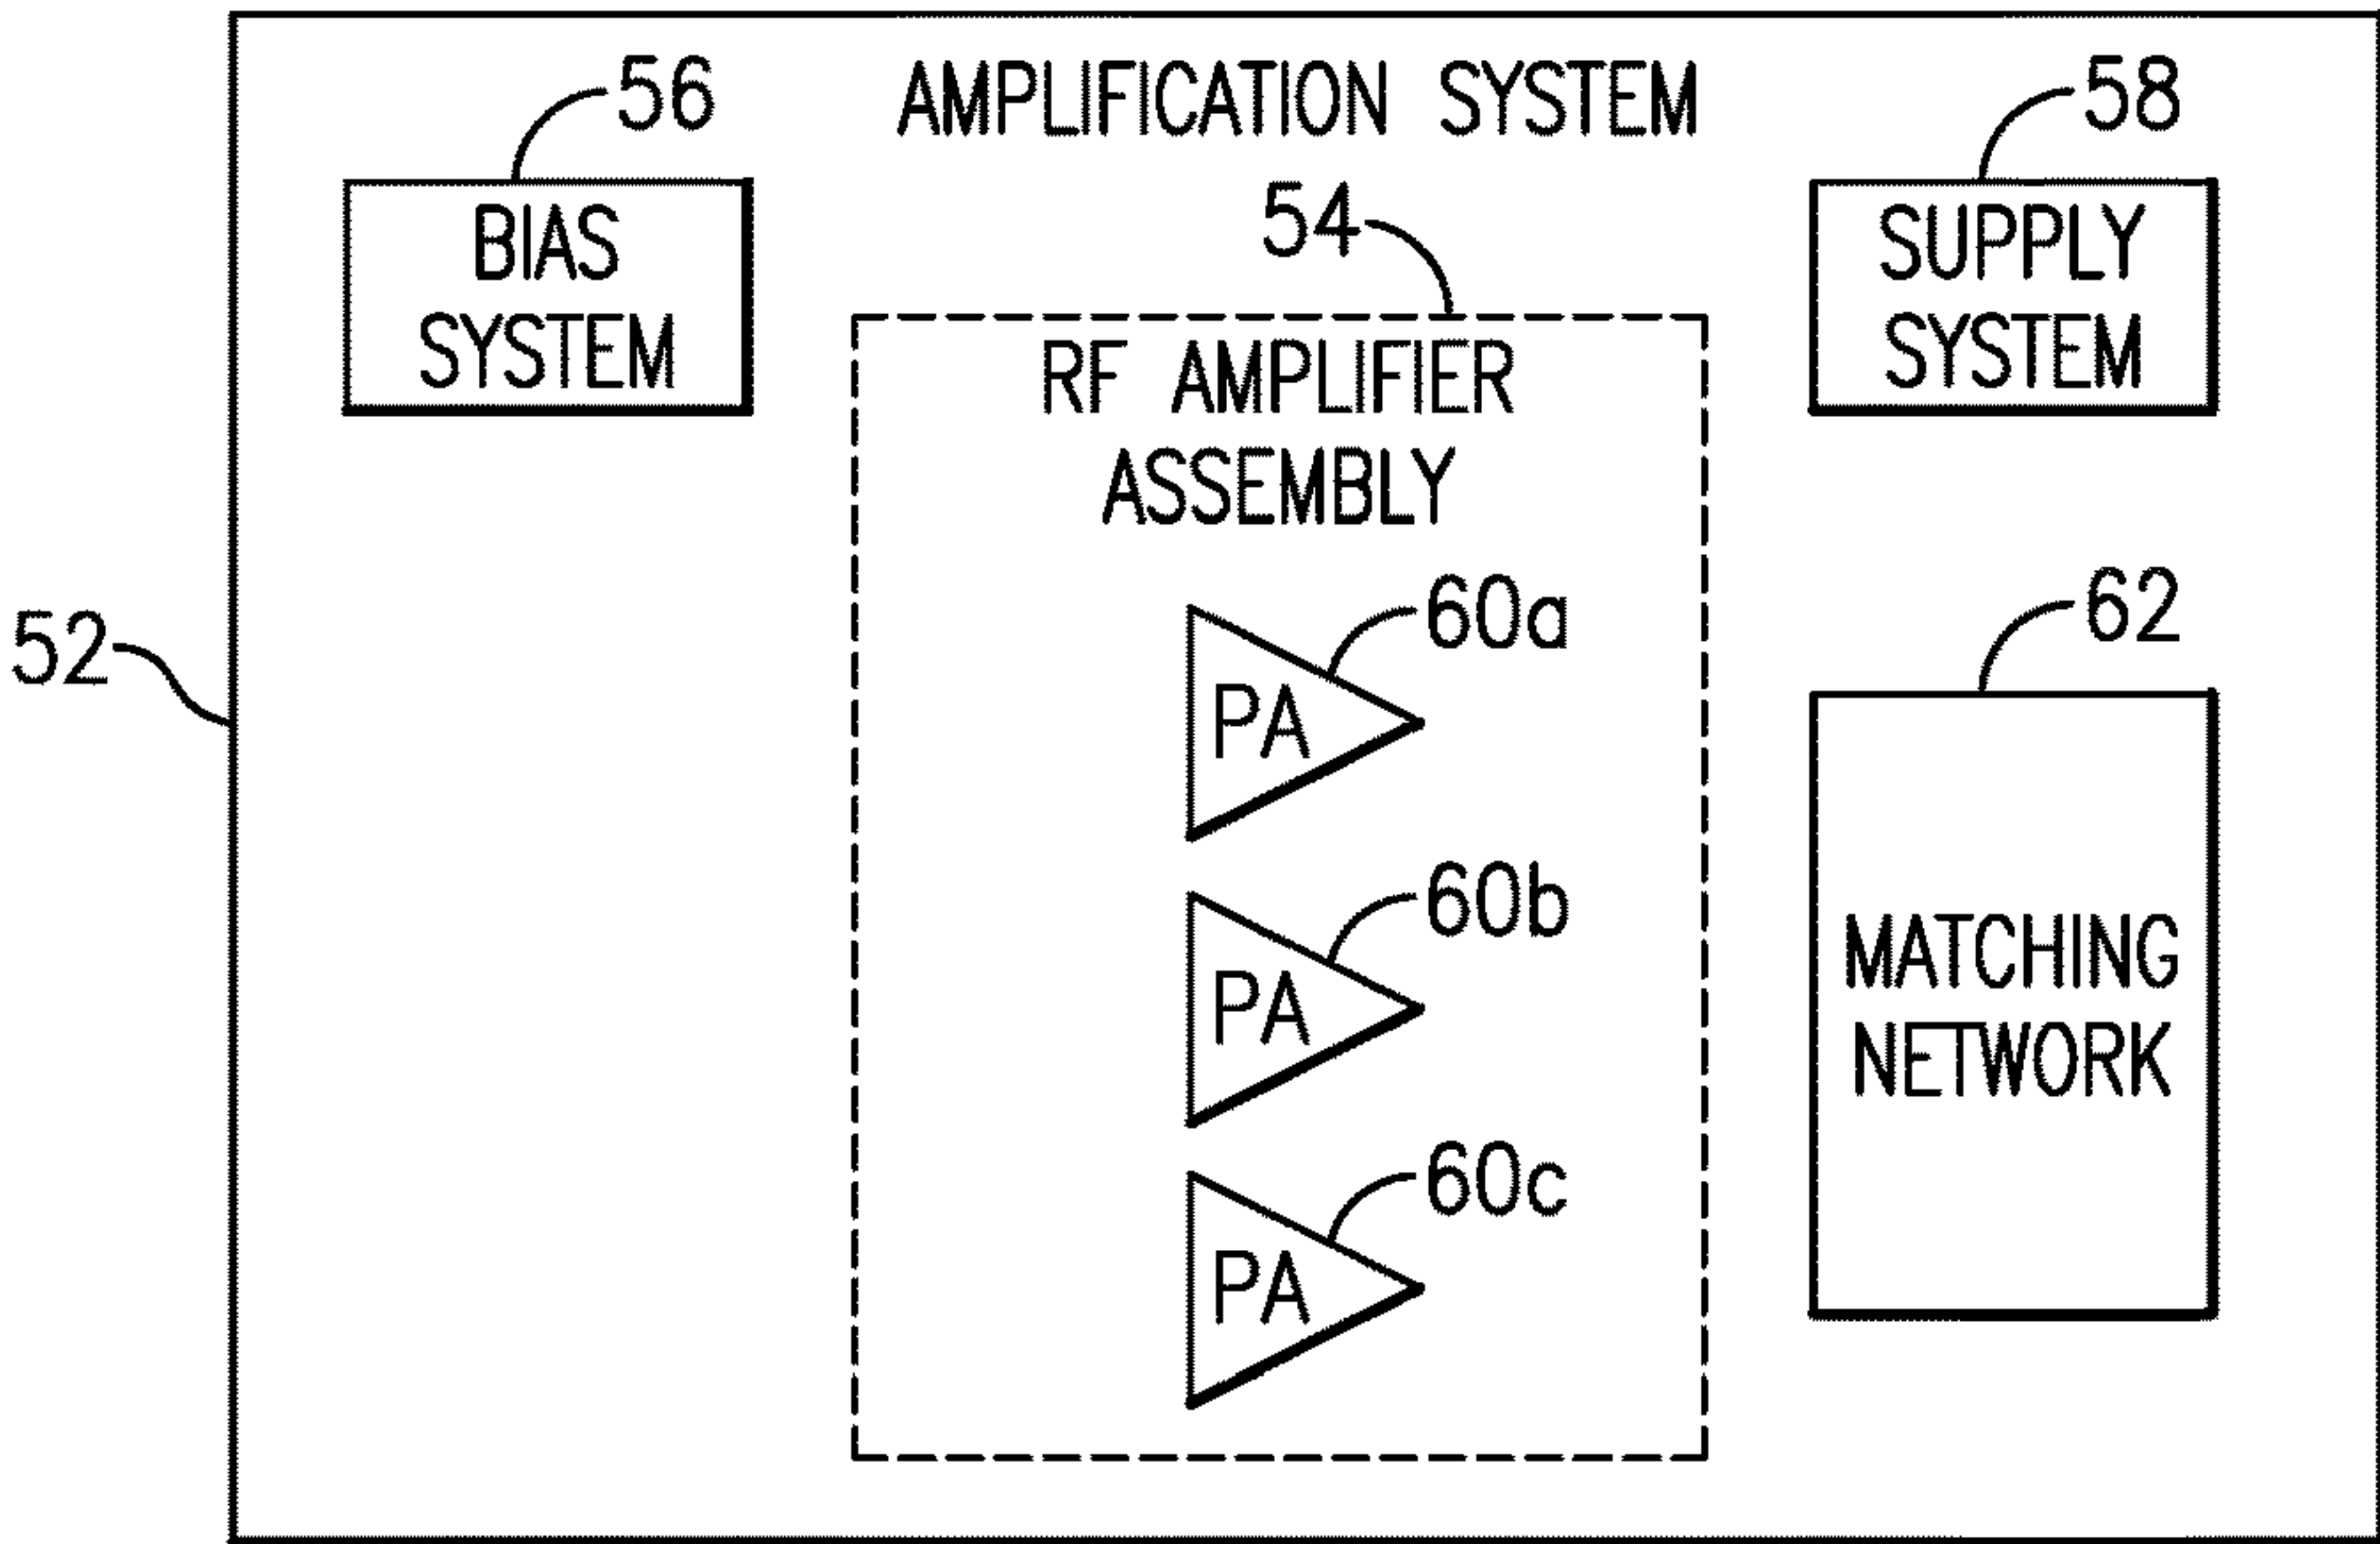 AMPLIFICATION SYSTEM
56
BIAS
SYSTEM
58
SUPPLY
SYSTEM
54
RF AMPLIFIER
ASSEMBLY
52
60a
PA
60b
PA
60c
PA
62
MATCHING
NETWORK